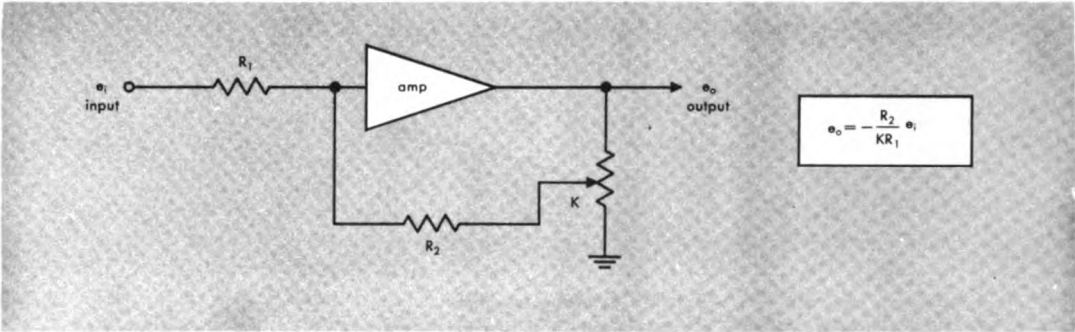 R₁
eᵢ
input
amp
eₒ
output
eₒ = − R₂ / KR₁ eᵢ
K
R₂